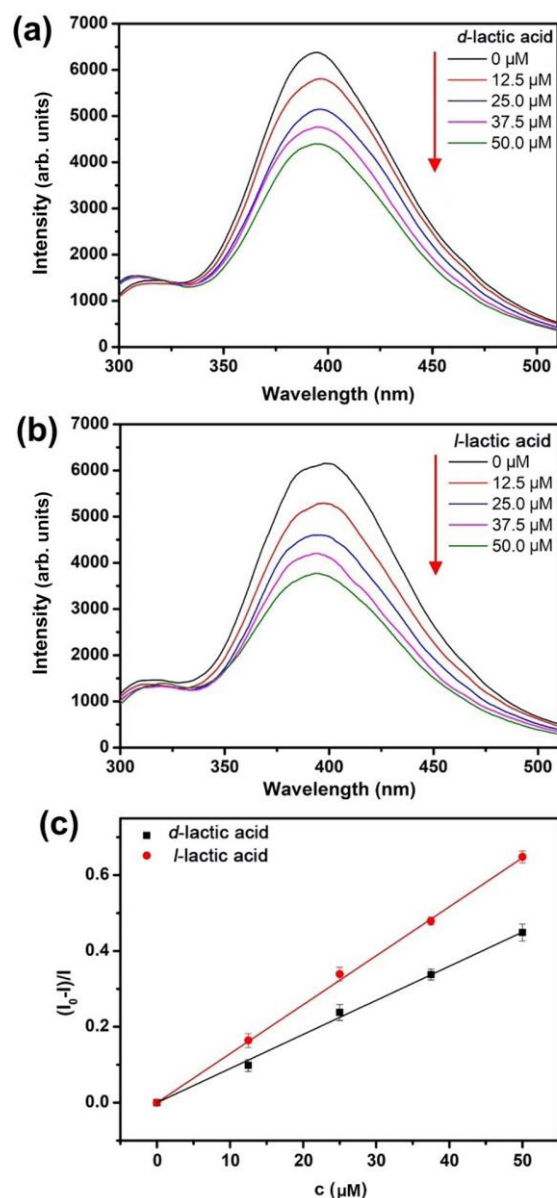 (a)
d-lactic acid
0 µM
12.5 µM
25.0 µM
37.5 µM
50.0 µM
7000
6000
5000
4000
3000
2000
1000
0
Intensity (arb. units)
300 350 400 450 500
Wavelength (nm)
(b)
l-lactic acid
0 µM
12.5 µM
25.0 µM
37.5 µM
50.0 µM
7000
6000
5000
4000
3000
2000
1000
0
Intensity (arb. units)
300 350 400 450 500
Wavelength (nm)
(c)
d-lactic acid
l-lactic acid
0.6
0.4
0.2
0.0
(I₀-I)/I
0 10 20 30 40 50
c (µM)